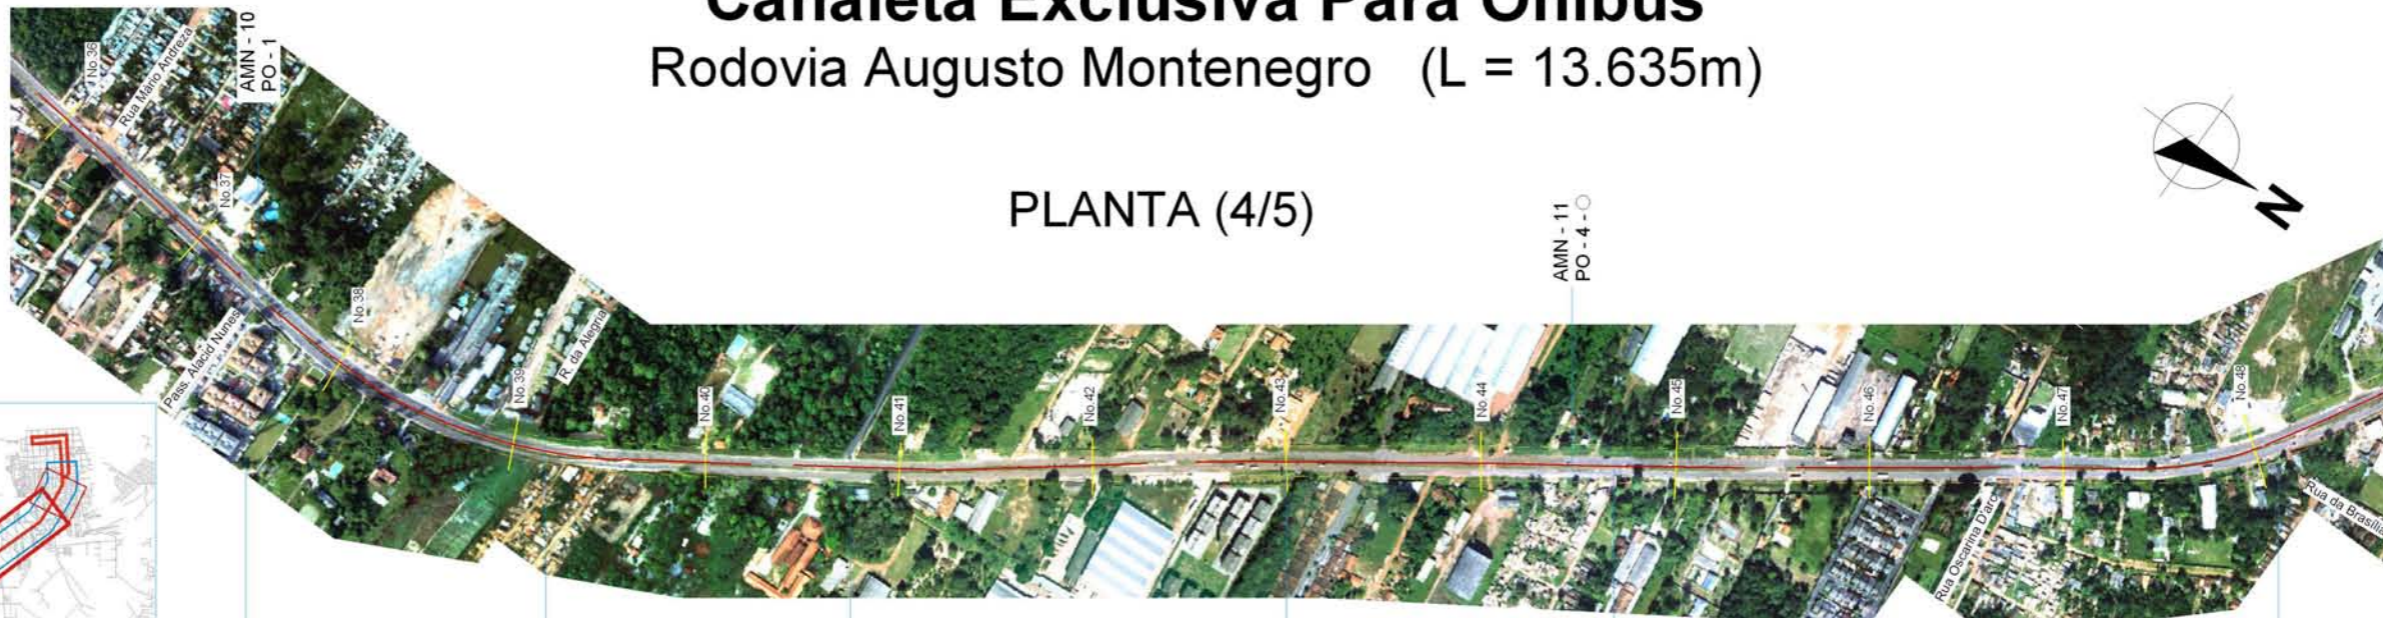 Canaleta Exclusiva Para Ônibus
Rodovia Augusto Montenegro (L = 13.635m)
PLANTA (4/5)
AMN - 10
PO - 1
AMN - 11
PO - 4 -
N
No.36
Rua Mario Andreza
No.37
Pass. Alacid Nunes
No.38
No.39
R. da Alegria
No.40
No.41
No.42
No.43
No.44
No.45
No.46
Rua Oscarina D'arc
No.47
No.48
Rua da Brasília